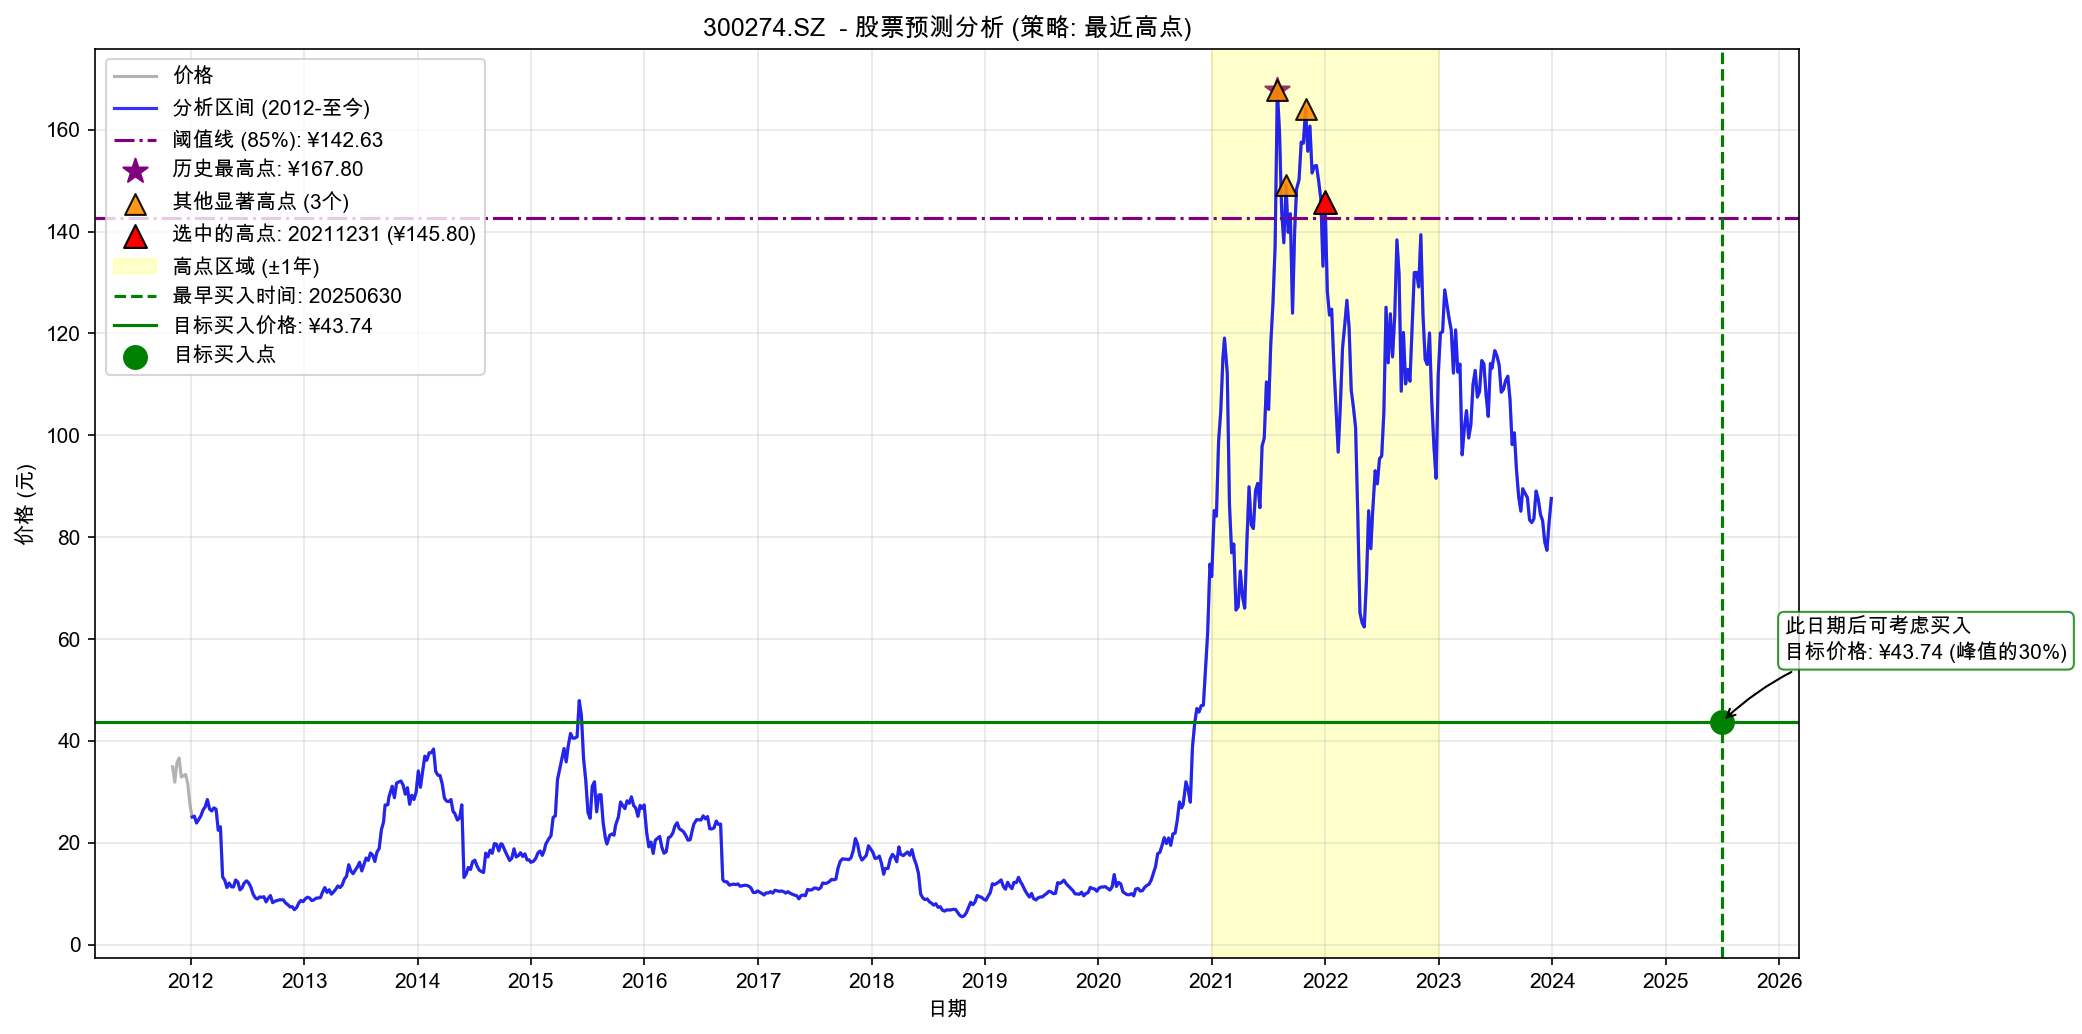 300274.SZ - 股票预测分析 (策略: 最近高点)
价格
分析区间 (2012-至今)
阈值线 (85%): ¥142.63
历史最高点: ¥167.80
其他显著高点 (3个)
选中的高点: 20211231 (¥145.80)
高点区域 (±1年)
最早买入时间: 20250630
目标买入价格: ¥43.74
目标买入点
价格 (元)
160
140
120
100
80
60
40
20
0
此日期后可考虑买入
目标价格: ¥43.74 (峰值的30%)
2012 2013 2014 2015 2016 2017 2018 2019 2020 2021 2022 2023 2024 2025 2026
日期